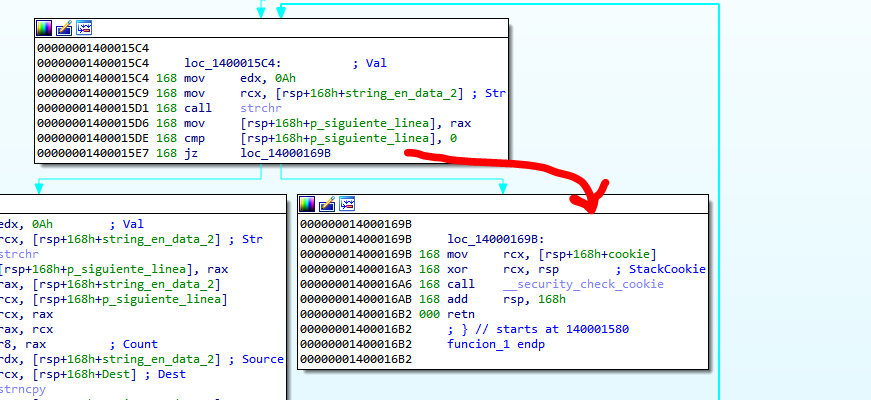 00000001400015C4
00000001400015C4 loc_1400015C4: ; Val
00000001400015C4 168 mov edx, 0Ah
00000001400015C9 168 mov rcx, [rsp+168h+string_en_data_2] ; Str
00000001400015D1 168 call strchr
00000001400015D6 168 mov [rsp+168h+p_siguiente_linea], rax
00000001400015DE 168 cmp [rsp+168h+p_siguiente_linea], 0
00000001400015E7 168 jz loc_14000169B
edx, 0Ah ; Val
rcx, [rsp+168h+string_en_data_2] ; Str
strchr
[rsp+168h+p_siguiente_linea], rax
rax, [rsp+168h+string_en_data_2]
rcx, [rsp+168h+p_siguiente_linea]
rcx, rax
rax, rcx
r8, rax ; Count
rdx, [rsp+168h+string_en_data_2] ; Source
rcx, [rsp+168h+Dest] ; Dest
strncpy
000000014000169B
000000014000169B loc_14000169B:
000000014000169B 168 mov rcx, [rsp+168h+cookie]
00000001400016A3 168 xor rcx, rsp ; StackCookie
00000001400016A6 168 call __security_check_cookie
00000001400016AB 168 add rsp, 168h
00000001400016B2 000 retn
00000001400016B2 ; } // starts at 140001580
00000001400016B2 funcion_1 endp
00000001400016B2